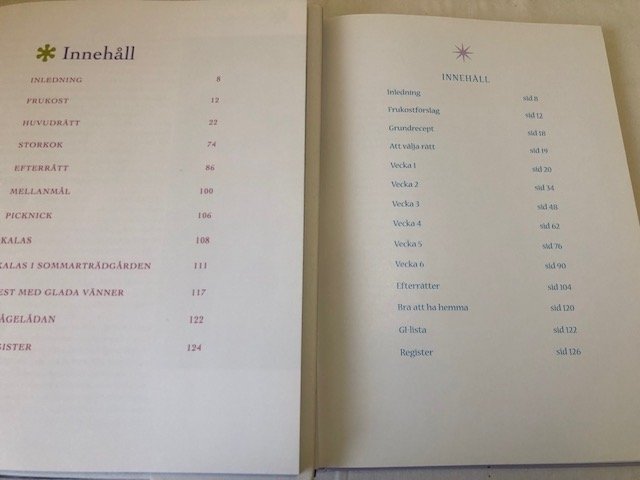 Innehåll
INLEDNING 8
FRUKOST 12
HUVUDRÄTT 22
STORKOK 74
EFTERRÄTT 86
MELLANMÅL 100
PICKNICK 106
KALAS 108
KALAS I SOMMARTRÄDGÅRDEN 111
EST MED GLADA VÄNNER 117
ÅGELÅDAN 122
GISTER 124
INNEHÅLL
Inledning sid 8
Frukostförslag sid 12
Grundrecept sid 18
Att välja rätt sid 19
Vecka 1 sid 20
Vecka 2 sid 34
Vecka 3 sid 48
Vecka 4 sid 62
Vecka 5 sid 76
Vecka 6 sid 90
Efterrätter sid 104
Bra att ha hemma sid 120
GI-lista sid 122
Register sid 126